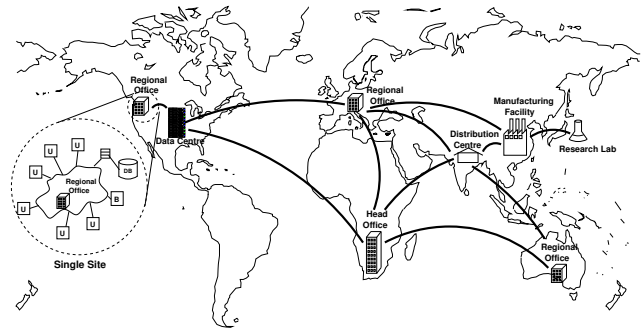 Regional
Office
Data Centre
Regional
Office
Manufacturing
Facility
Distribution
Centre
Research Lab
Head
Office
Regional
Office
U
U
U
DB
Regional
Office
U
B
U
U
Single Site